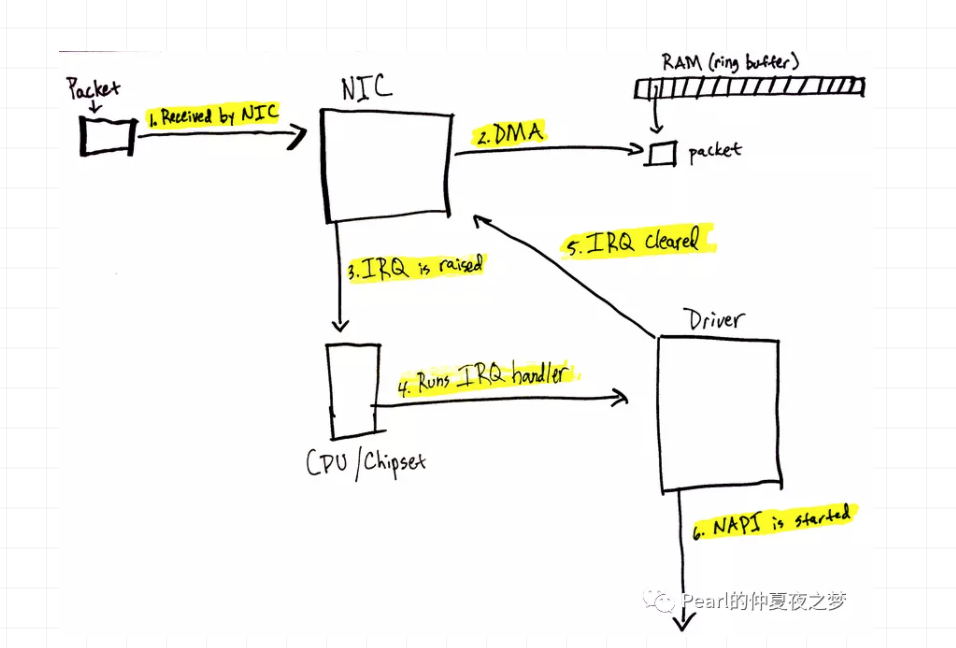 RAM (ring buffer)
NIC
Packet
1. Received by NIC
2. DMA
packet
5. IRQ cleared
3. IRQ is raised
Driver
4. Runs IRQ handler
CPU/Chipset
6. NAPI is started
Pearl的仲夏夜之梦